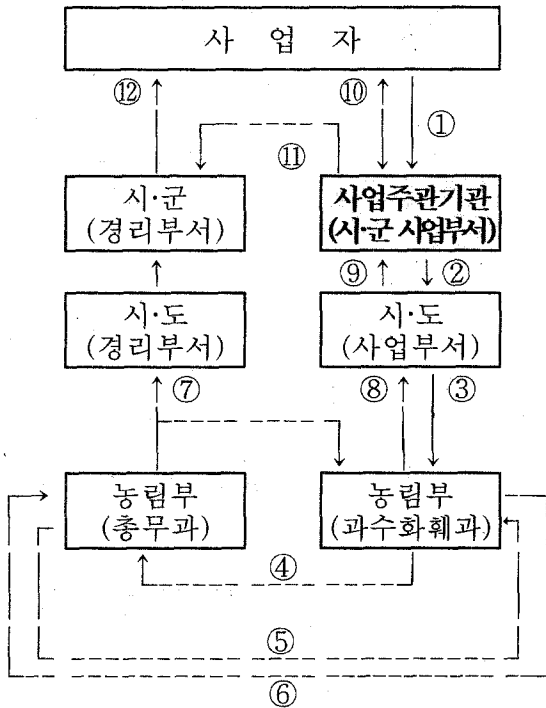 사 업 자
⑫ ⑩ ①
⑪
시·군
(경리부서)
사업주관기관
(시·군 사업부서)
⑨ ②
시·도
(경리부서)
시·도
(사업부서)
⑦ ⑧ ③
농림부
(총무과)
농림부
(과수화훼과)
④
⑤
⑥